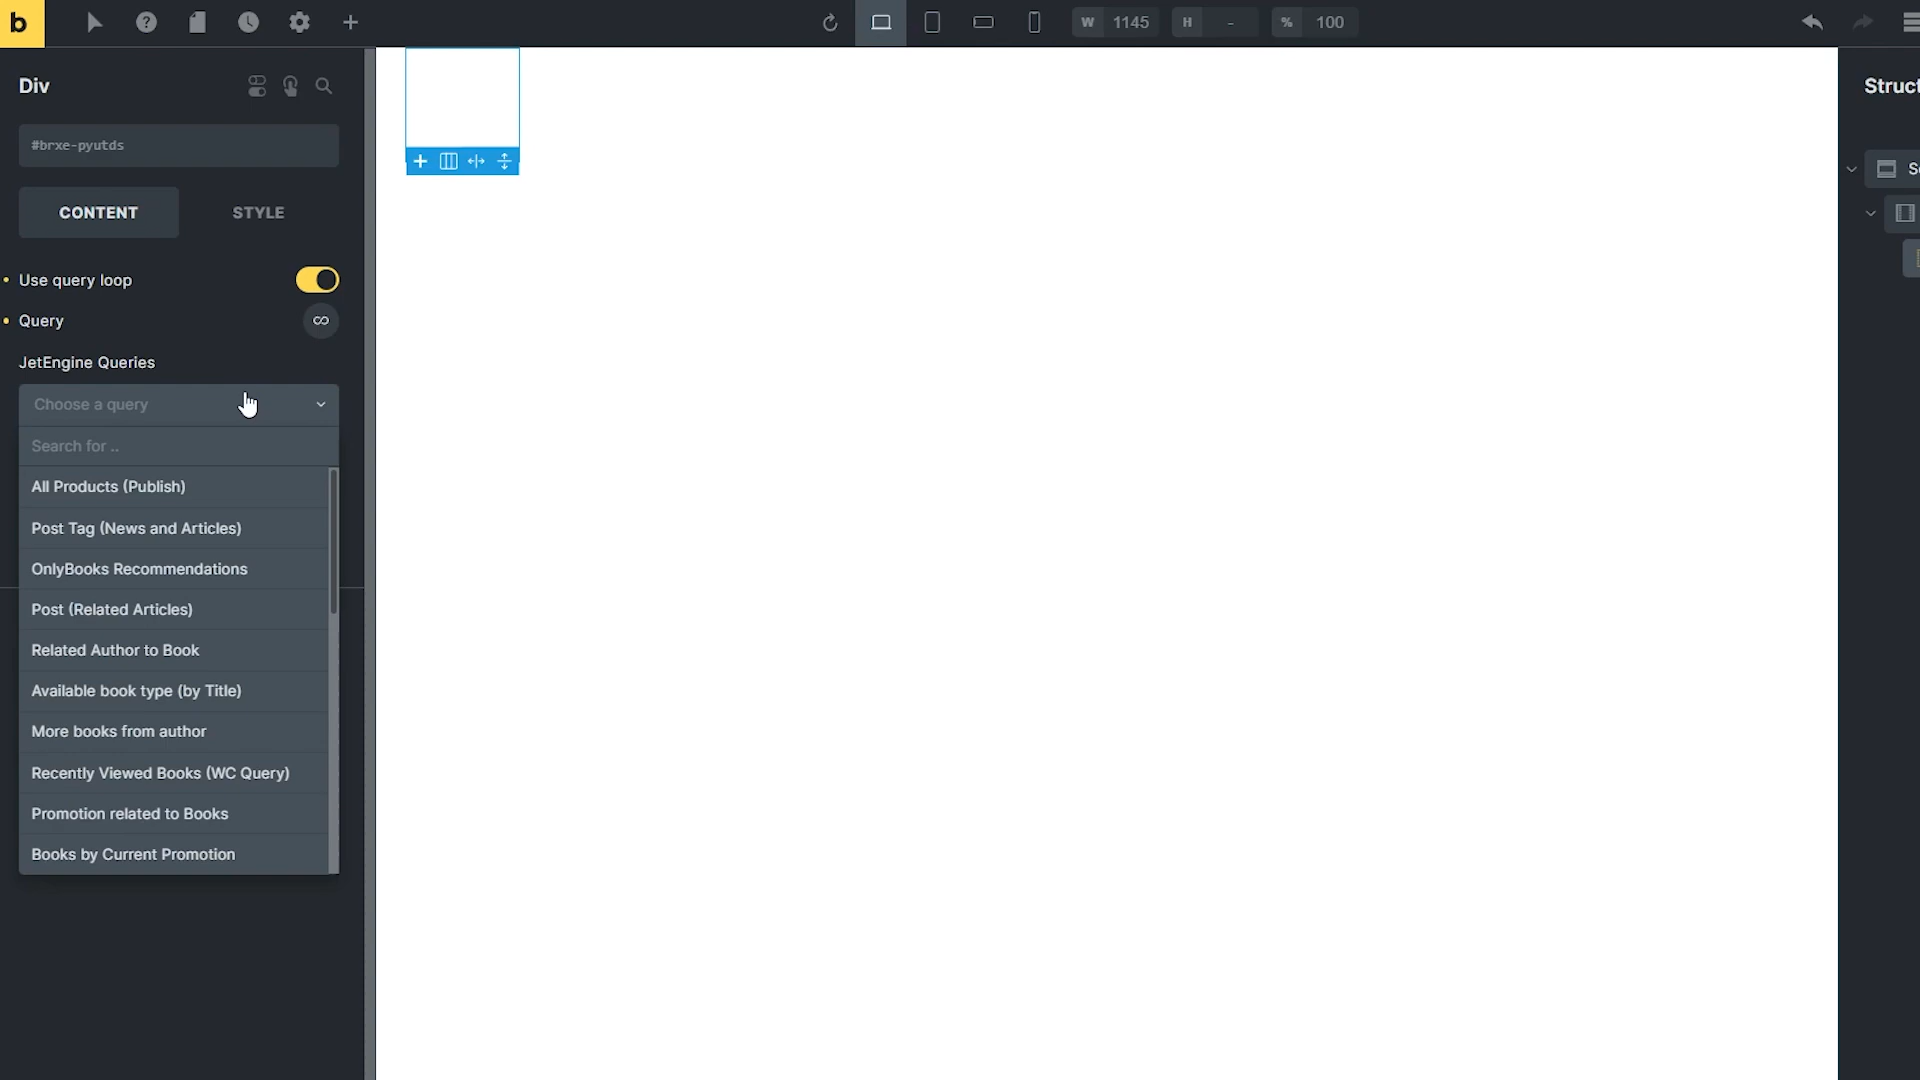 b
W 1145 H - % 100
Div
Struct
#brxe-pyutds
CONTENT STYLE
Use query loop
Query
JetEngine Queries
Choose a query
Search for ..
All Products (Publish)
Post Tag (News and Articles)
OnlyBooks Recommendations
Post (Related Articles)
Related Author to Book
Available book type (by Title)
More books from author
Recently Viewed Books (WC Query)
Promotion related to Books
Books by Current Promotion